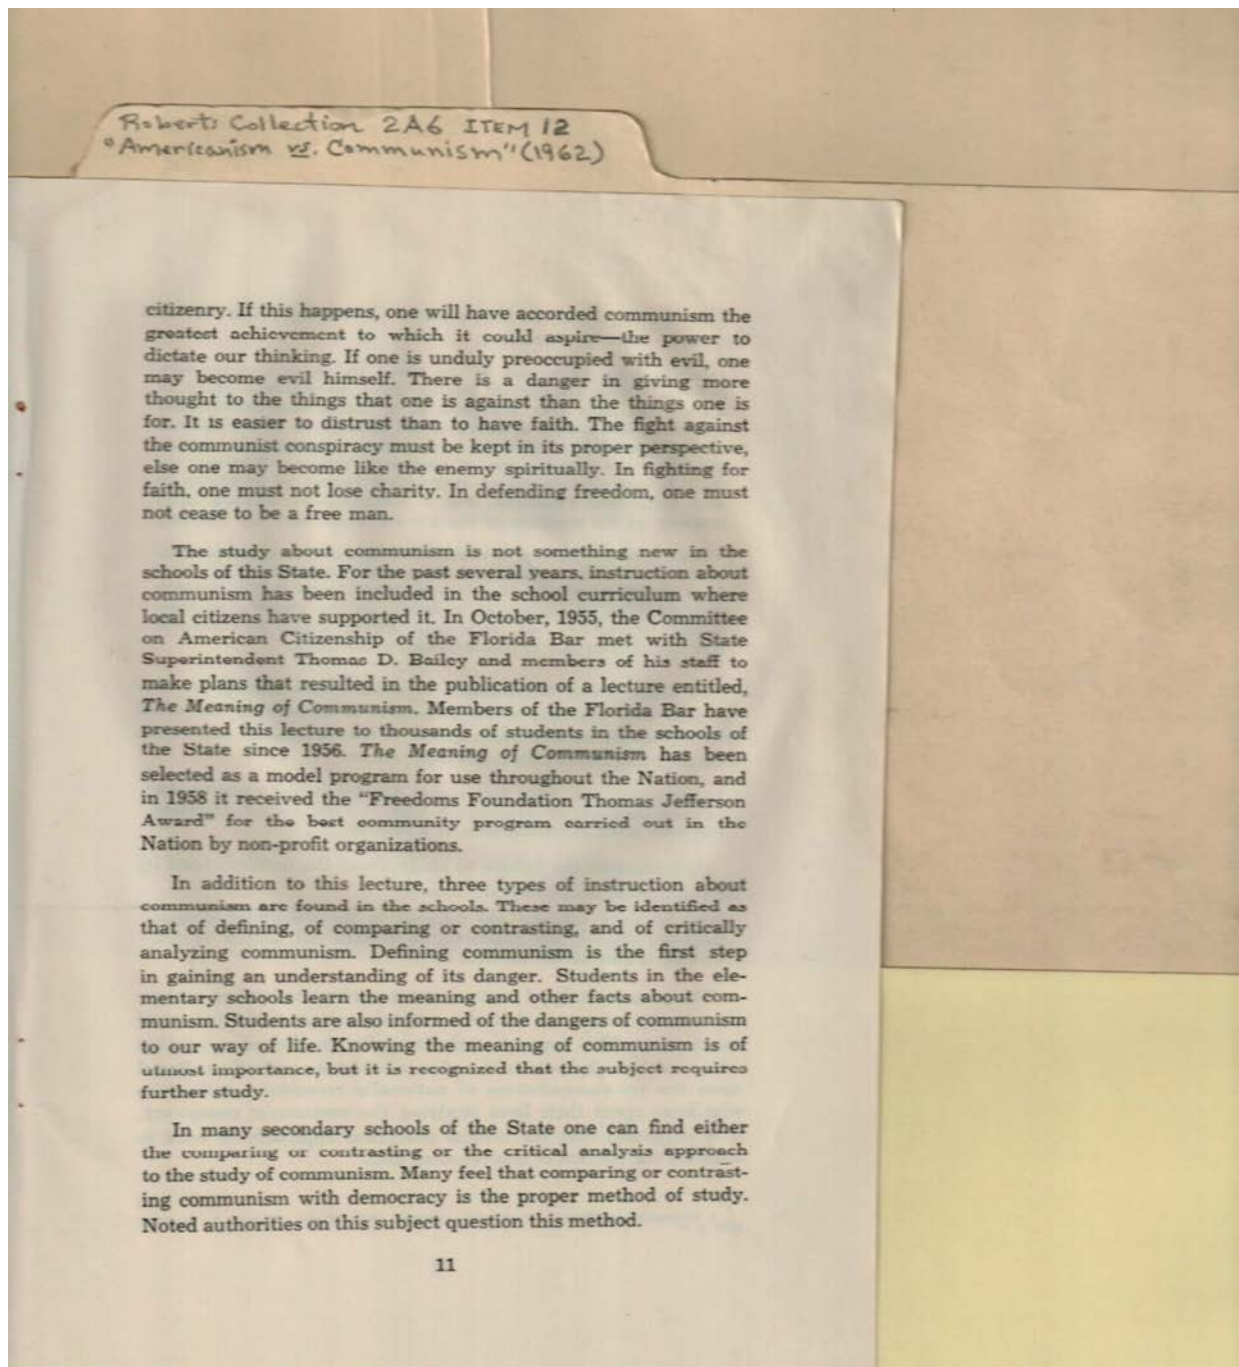 Roberts Collection 2A6 ITEM 12
"Americanism vs. Communism" (1962)
citizenry. If this happens, one will have accorded communism the
greatest achievement to which it could aspire—the power to
dictate our thinking. If one is unduly preoccupied with evil, one
may become evil himself. There is a danger in giving more
thought to the things that one is against than the things one is
for. It is easier to distrust than to have faith. The fight against
the communist conspiracy must be kept in its proper perspective,
else one may become like the enemy spiritually. In fighting for
faith, one must not lose charity. In defending freedom, one must
not cease to be a free man.
The study about communism is not something new in the
schools of this State. For the past several years, instruction about
communism has been included in the school curriculum where
local citizens have supported it. In October, 1955, the Committee
on American Citizenship of the Florida Bar met with State
Superintendent Thomas D. Bailey and members of his staff to
make plans that resulted in the publication of a lecture entitled,
The Meaning of Communism. Members of the Florida Bar have
presented this lecture to thousands of students in the schools of
the State since 1956. The Meaning of Communism has been
selected as a model program for use throughout the Nation, and
in 1958 it received the "Freedoms Foundation Thomas Jefferson
Award" for the best community program carried out in the
Nation by non-profit organizations.
In addition to this lecture, three types of instruction about
communism are found in the schools. These may be identified as
that of defining, of comparing or contrasting, and of critically
analyzing communism. Defining communism is the first step
in gaining an understanding of its danger. Students in the ele-
mentary schools learn the meaning and other facts about com-
munism. Students are also informed of the dangers of communism
to our way of life. Knowing the meaning of communism is of
utmost importance, but it is recognized that the subject requires
further study.
In many secondary schools of the State one can find either
the comparing or contrasting or the critical analysis approach
to the study of communism. Many feel that comparing or contrast-
ing communism with democracy is the proper method of study.
Noted authorities on this subject question this method.
11